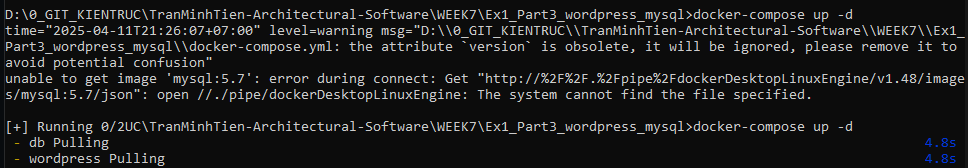 D:\0_GIT_KIENTRUC\TranMinhTien-Architectural-Software\WEEK7\Ex1_Part3_wordpress_mysql>docker-compose up -d
time="2025-04-11T21:26:07+07:00" level=warning msg="D:\\0_GIT_KIENTRUC\\TranMinhTien-Architectural-Software\\WEEK7\\Ex1_
Part3_wordpress_mysql\\docker-compose.yml: the attribute `version` is obsolete, it will be ignored, please remove it to
avoid potential confusion"
unable to get image 'mysql:5.7': error during connect: Get "http://%2F%2F.%2Fpipe%2FdockerDesktopLinuxEngine/v1.48/image
s/mysql:5.7/json": open //./pipe/dockerDesktopLinuxEngine: The system cannot find the file specified.
[+] Running 0/2UC\TranMinhTien-Architectural-Software\WEEK7\Ex1_Part3_wordpress_mysql>docker-compose up -d
- db Pulling 4.8s
- wordpress Pulling 4.8s